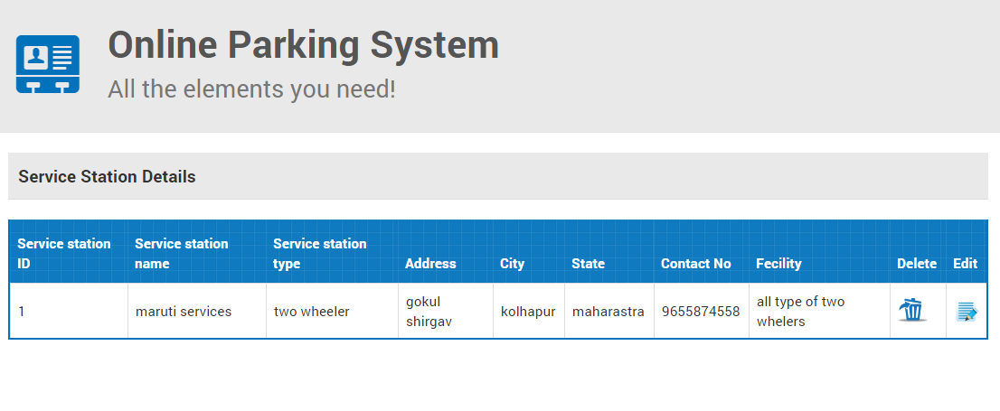 Online Parking System
All the elements you need!
Service Station Details
Service station ID Service station name Service station type Address City State Contact No Fecility Delete Edit
1 maruti services two wheeler gokul shirgav kolhapur maharastra 9655874558 all type of two whelers